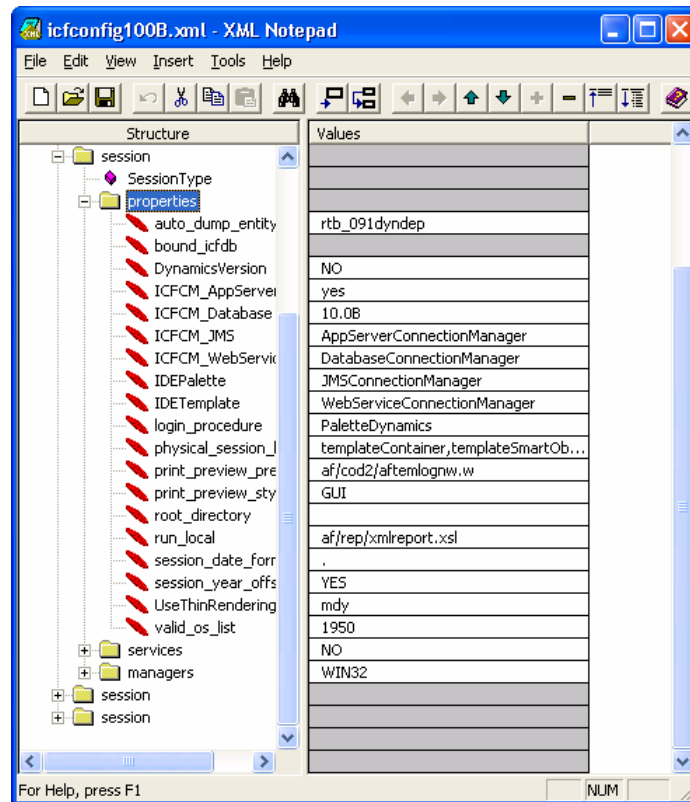 icfconfig100B.xml - XML Notepad
File Edit View Insert Tools Help
Structure Values
session
SessionType
properties
auto_dump_entity rtb_091dyndep
bound_icfdb
DynamicsVersion NO
ICFCM_AppServer yes
ICFCM_Database 10.0B
ICFCM_JMS AppServerConnectionManager
ICFCM_WebServic DatabaseConnectionManager
IDEPalette JMSConnectionManager
IDETemplate WebServiceConnectionManager
login_procedure PaletteDynamics
physical_session_l templateContainer,templateSmartOb...
print_preview_pre af/cod2/aftemlognw.w
print_preview_sty GUI
root_directory
run_local af/rep/xmlreport.xsl
session_date_forr .
session_year_offs YES
UseThinRendering mdy
valid_os_list 1950
services NO
managers WIN32
session
session
For Help, press F1 NUM